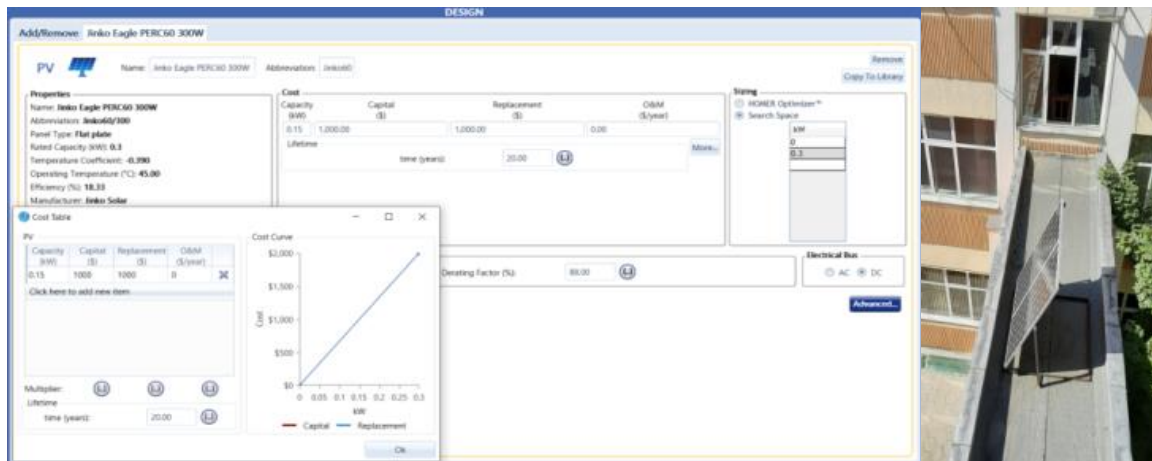 DESIGN
Add/Remove Jinko Eagle PERC60 300W
PV
Name: Jinko Eagle PERC60 300W
Abbreviation: Jinko60
Remove
Copy To Library
Properties
Name: Jinko Eagle PERC60 300W
Abbreviation: Jinko60/300
Panel Type: Flat plate
Rated Capacity (kW): 0.3
Temperature Coefficient: -0.390
Operating Temperature (°C): 45.00
Efficiency (%): 18.33
Manufacturer: Jinko Solar
Cost
Capacity (kW) Capital ($) Replacement ($) O&M ($/year)
0.15 1,000.00 1,000.00 0.00
Lifetime
time (years): 20.00
More...
Sizing
HOMER Optimizer™
Search Space
kW
0
0.3
Derating Factor (%): 88.00
Electrical Bus
AC DC
Advanced...
Cost Table
PV
Capacity (kW) Capital ($) Replacement ($) O&M ($/year)
0.15 1000 1000 0
Click here to add new item
Multiplier:
Lifetime
time (years): 20.00
Cost Curve
$2,000
$1,500
$1,000
$500
$0
Cost ($)
0 0.05 0.1 0.15 0.2 0.25 0.3
kW
Capital Replacement
Ok